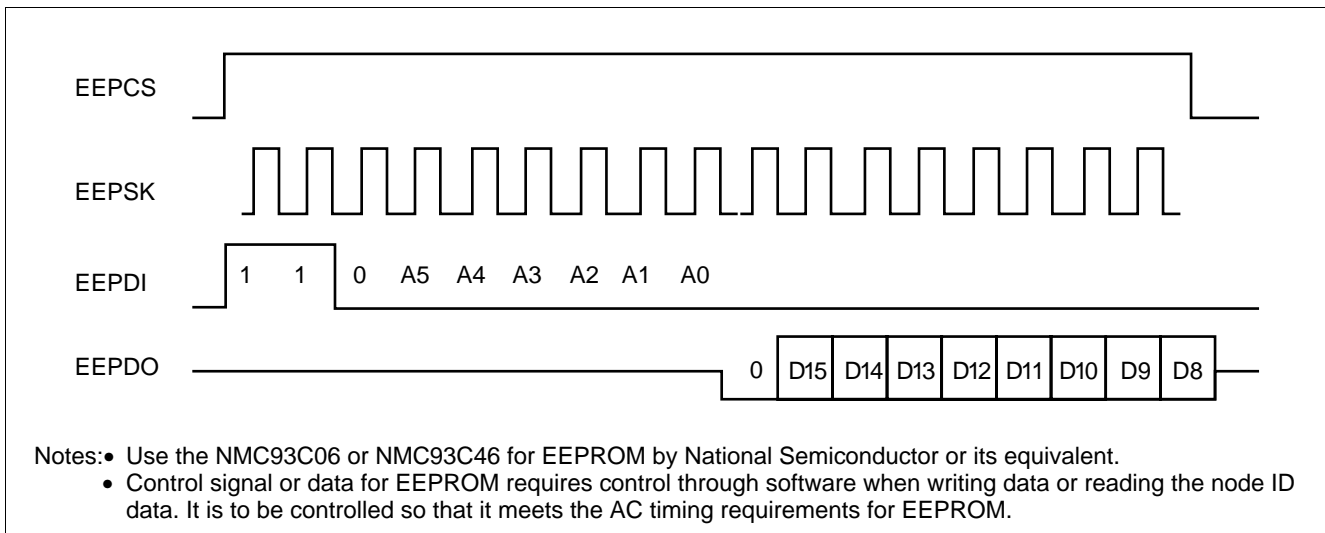 EEPCS
EEPSK
EEPDI 1 1 0 A5 A4 A3 A2 A1 A0
EEPDO 0 D15 D14 D13 D12 D11 D10 D9 D8
Notes:• Use the NMC93C06 or NMC93C46 for EEPROM by National Semiconductor or its equivalent.
• Control signal or data for EEPROM requires control through software when writing data or reading the node ID
data. It is to be controlled so that it meets the AC timing requirements for EEPROM.